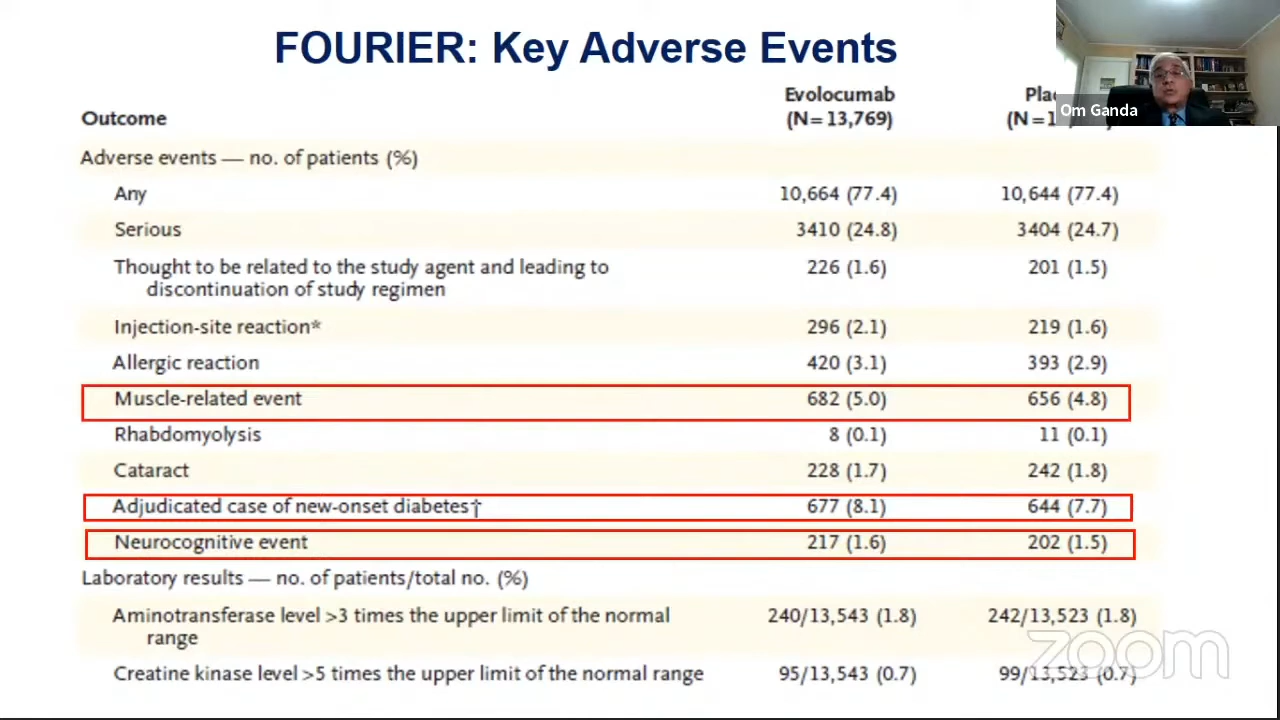 FOURIER: Key Adverse Events
Om Ganda
Outcome Evolocumab (N=13,769)
Adverse events — no. of patients (%)
Any 10,664 (77.4) 10,644 (77.4)
Serious 3410 (24.8) 3404 (24.7)
Thought to be related to the study agent and leading to discontinuation of study regimen 226 (1.6) 201 (1.5)
Injection-site reaction* 296 (2.1) 219 (1.6)
Allergic reaction 420 (3.1) 393 (2.9)
Muscle-related event 682 (5.0) 656 (4.8)
Rhabdomyolysis 8 (0.1) 11 (0.1)
Cataract 228 (1.7) 242 (1.8)
Adjudicated case of new-onset diabetes† 677 (8.1) 644 (7.7)
Neurocognitive event 217 (1.6) 202 (1.5)
Laboratory results — no. of patients/total no. (%)
Aminotransferase level >3 times the upper limit of the normal range 240/13,543 (1.8) 242/13,523 (1.8)
Creatine kinase level >5 times the upper limit of the normal range 95/13,543 (0.7) 99/13,523 (0.7)
zoom